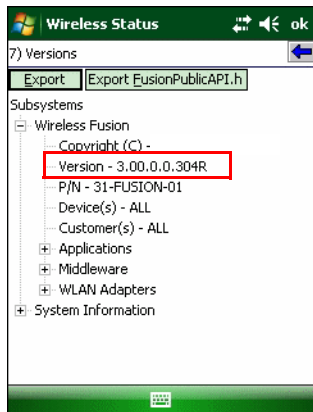 Wireless Status ok
7) Versions
Export Export FusionPublicAPI.h
Subsystems
Wireless Fusion
Copyright (C) -
Version - 3.00.0.0.304R
P/N - 31-FUSION-01
Device(s) - ALL
Customer(s) - ALL
Applications
Middleware
WLAN Adapters
System Information